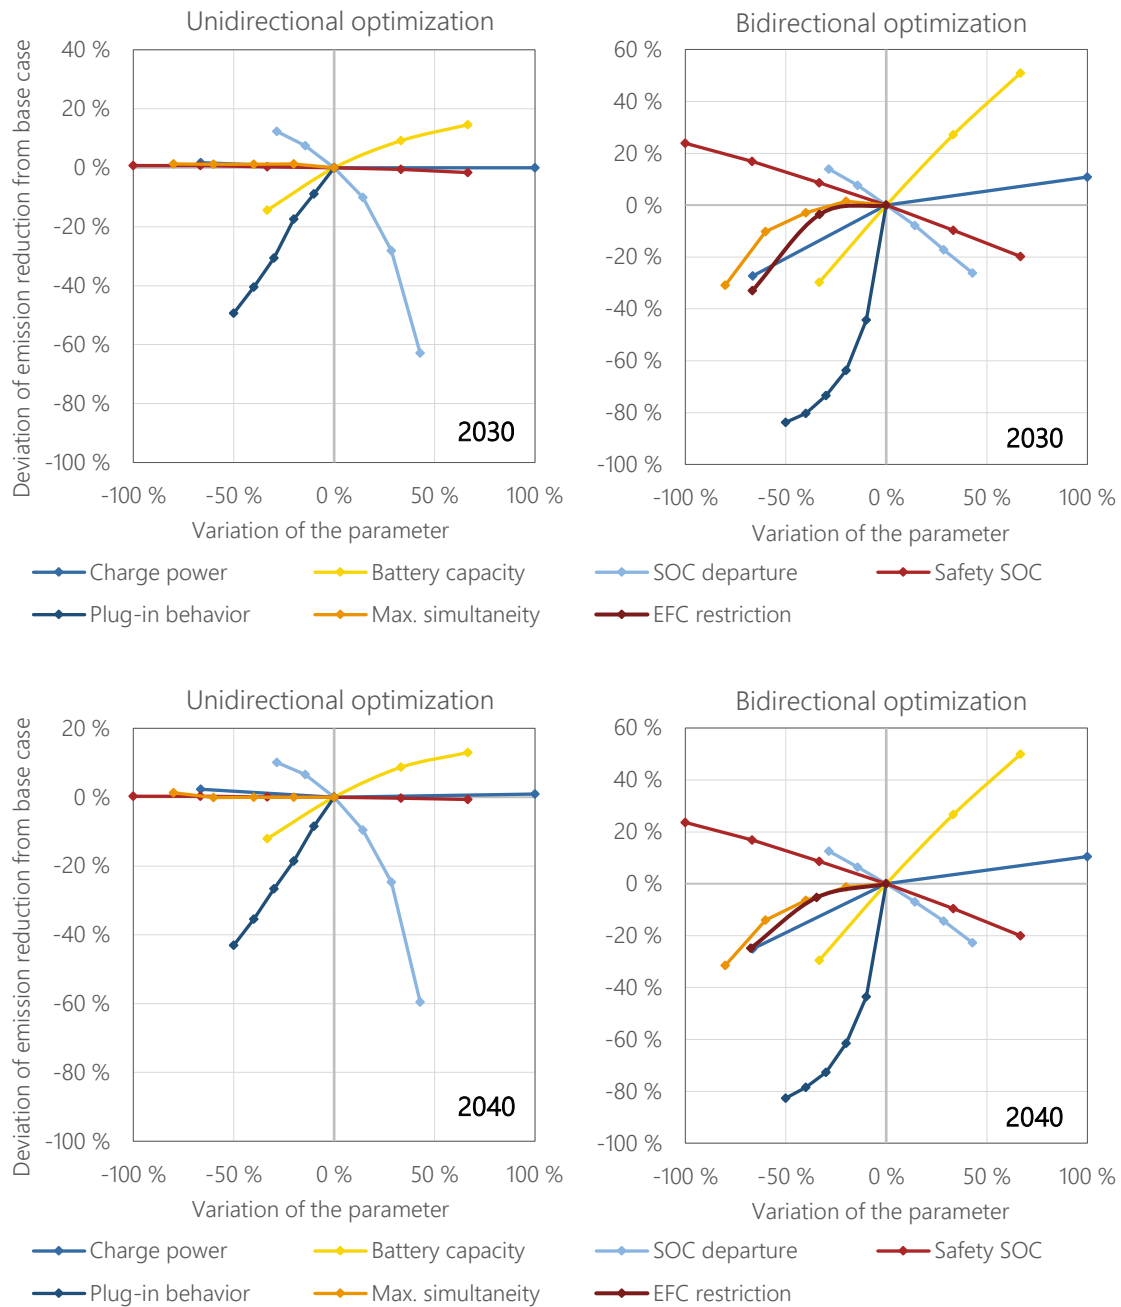 Unidirectional optimization
Bidirectional optimization
Deviation of emission reduction from base case
40 %
20 %
0 %
-20 %
-40 %
-60 %
-80 %
-100 %
2030
-100 % -50 % 0 % 50 % 100 %
Variation of the parameter
60 %
40 %
20 %
0 %
-20 %
-40 %
-60 %
-80 %
-100 %
2030
-100 % -50 % 0 % 50 % 100 %
Variation of the parameter
Charge power Battery capacity SOC departure Safety SOC
Plug-in behavior Max. simultaneity EFC restriction
Unidirectional optimization
Bidirectional optimization
Deviation of emission reduction from base case
20 %
0 %
-20 %
-40 %
-60 %
-80 %
-100 %
2040
-100 % -50 % 0 % 50 % 100 %
Variation of the parameter
60 %
40 %
20 %
0 %
-20 %
-40 %
-60 %
-80 %
-100 %
2040
-100 % -50 % 0 % 50 % 100 %
Variation of the parameter
Charge power Battery capacity SOC departure Safety SOC
Plug-in behavior Max. simultaneity EFC restriction